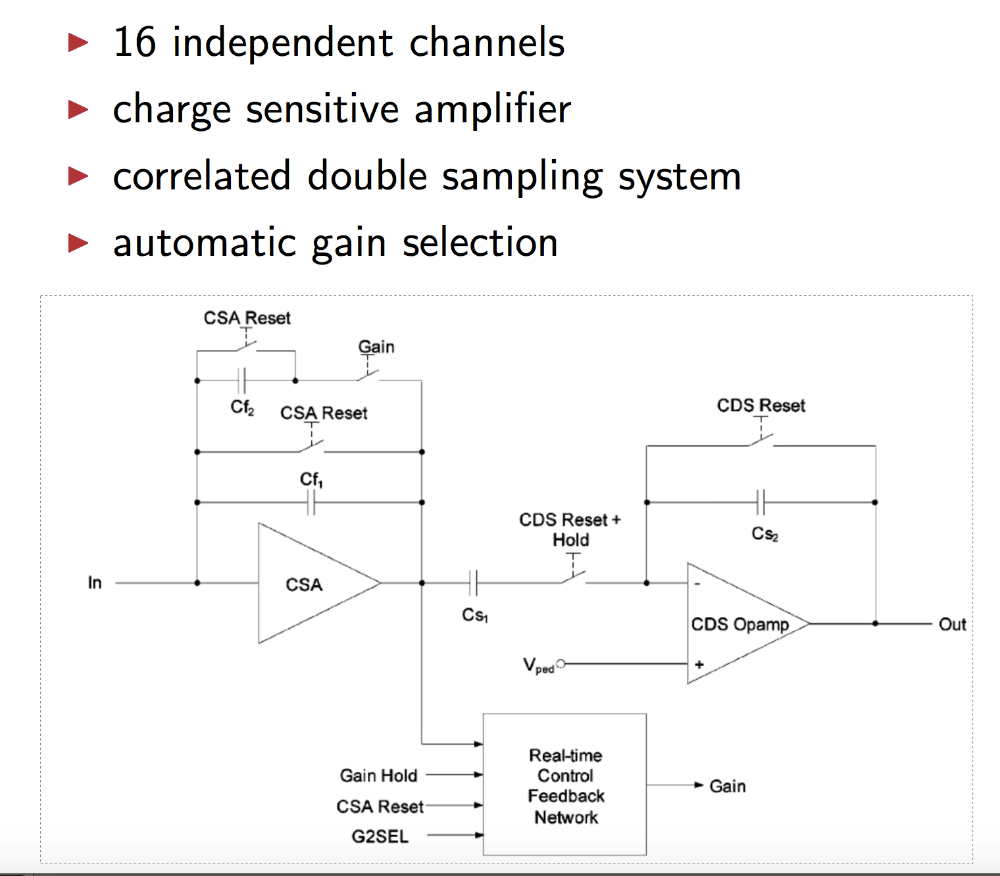 16 independent channels
charge sensitive amplifier
correlated double sampling system
automatic gain selection
CSA Reset
Gain
Cf₂
CSA Reset
Cf₁
CDS Reset
Cs₂
CDS Reset +
Hold
In
CSA
Cs₁
-
CDS Opamp
+
Out
Vped
Real-time
Control
Feedback
Network
Gain Hold
CSA Reset
G2SEL
Gain